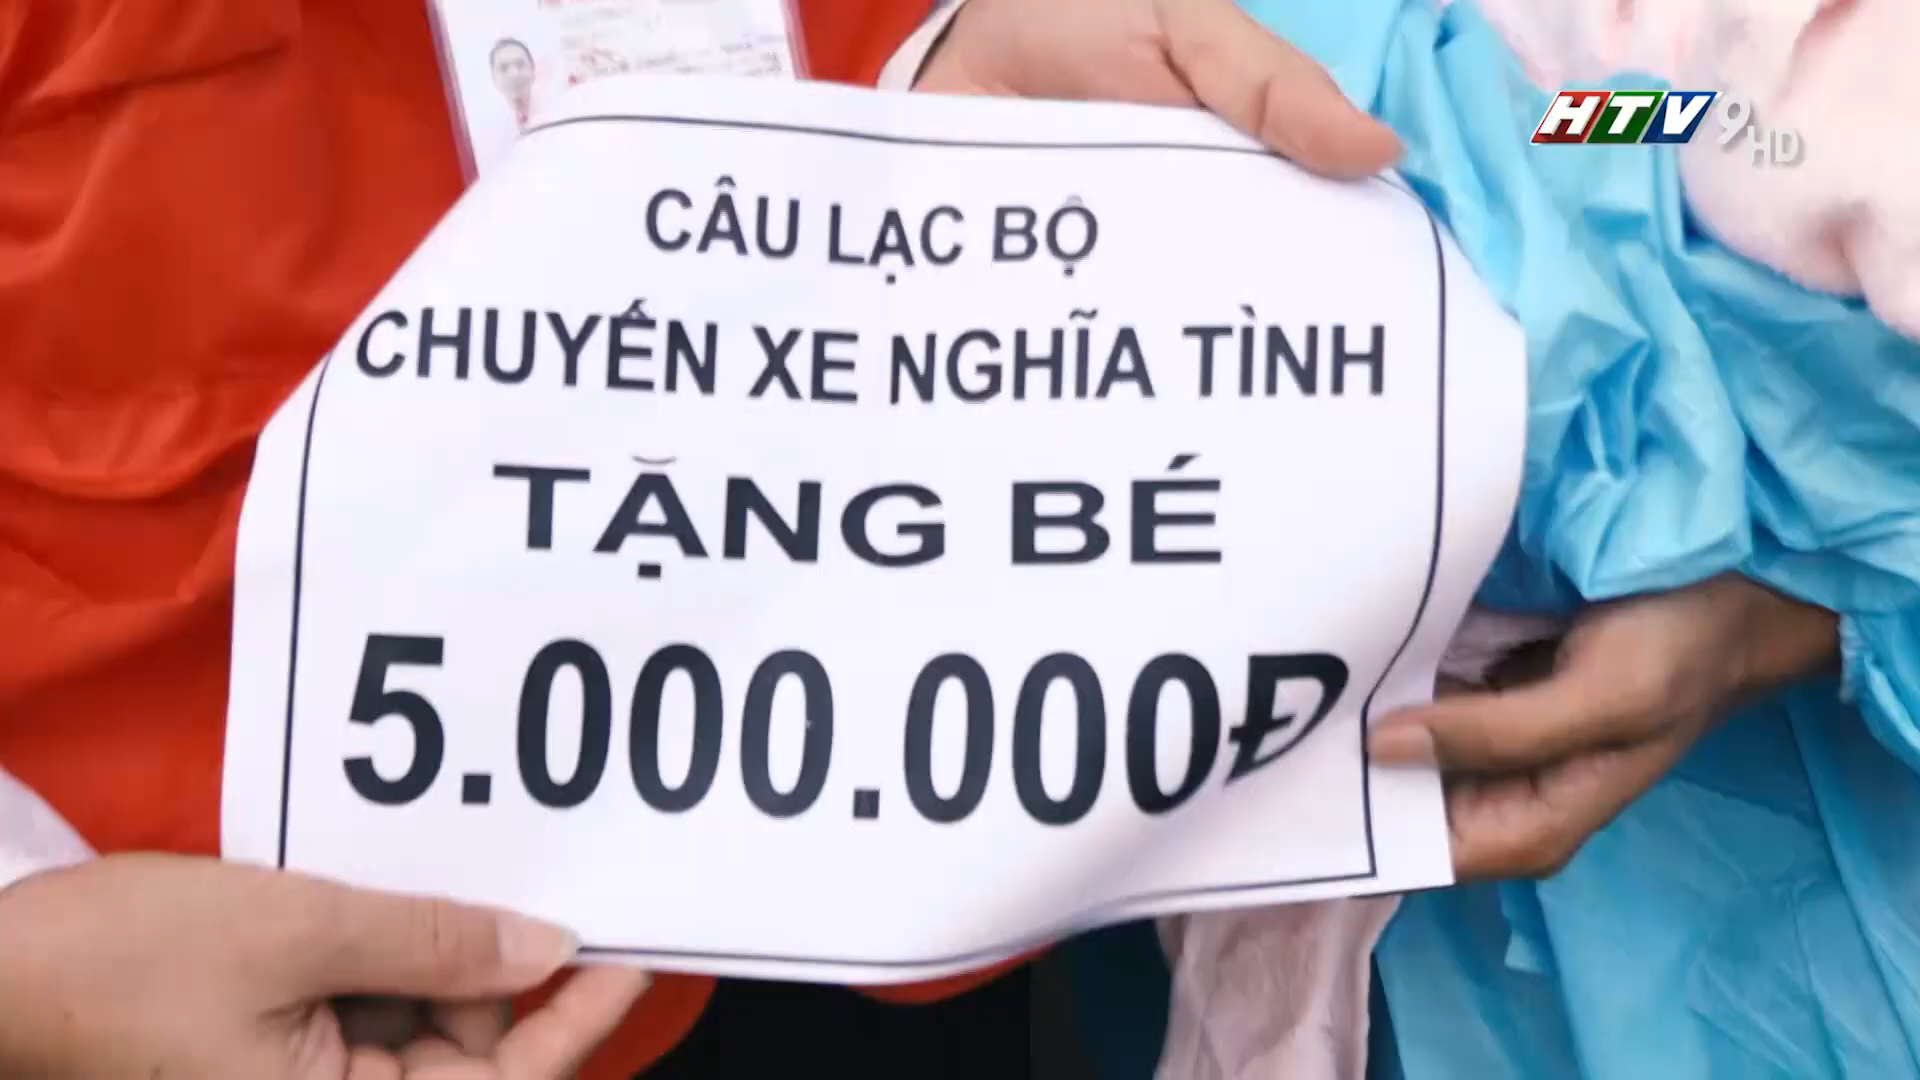 HTV9
HD
CÂU LẠC BỘ
CHUYẾN XE NGHĨA TÌNH
TẶNG BÉ
5.000.000Đ